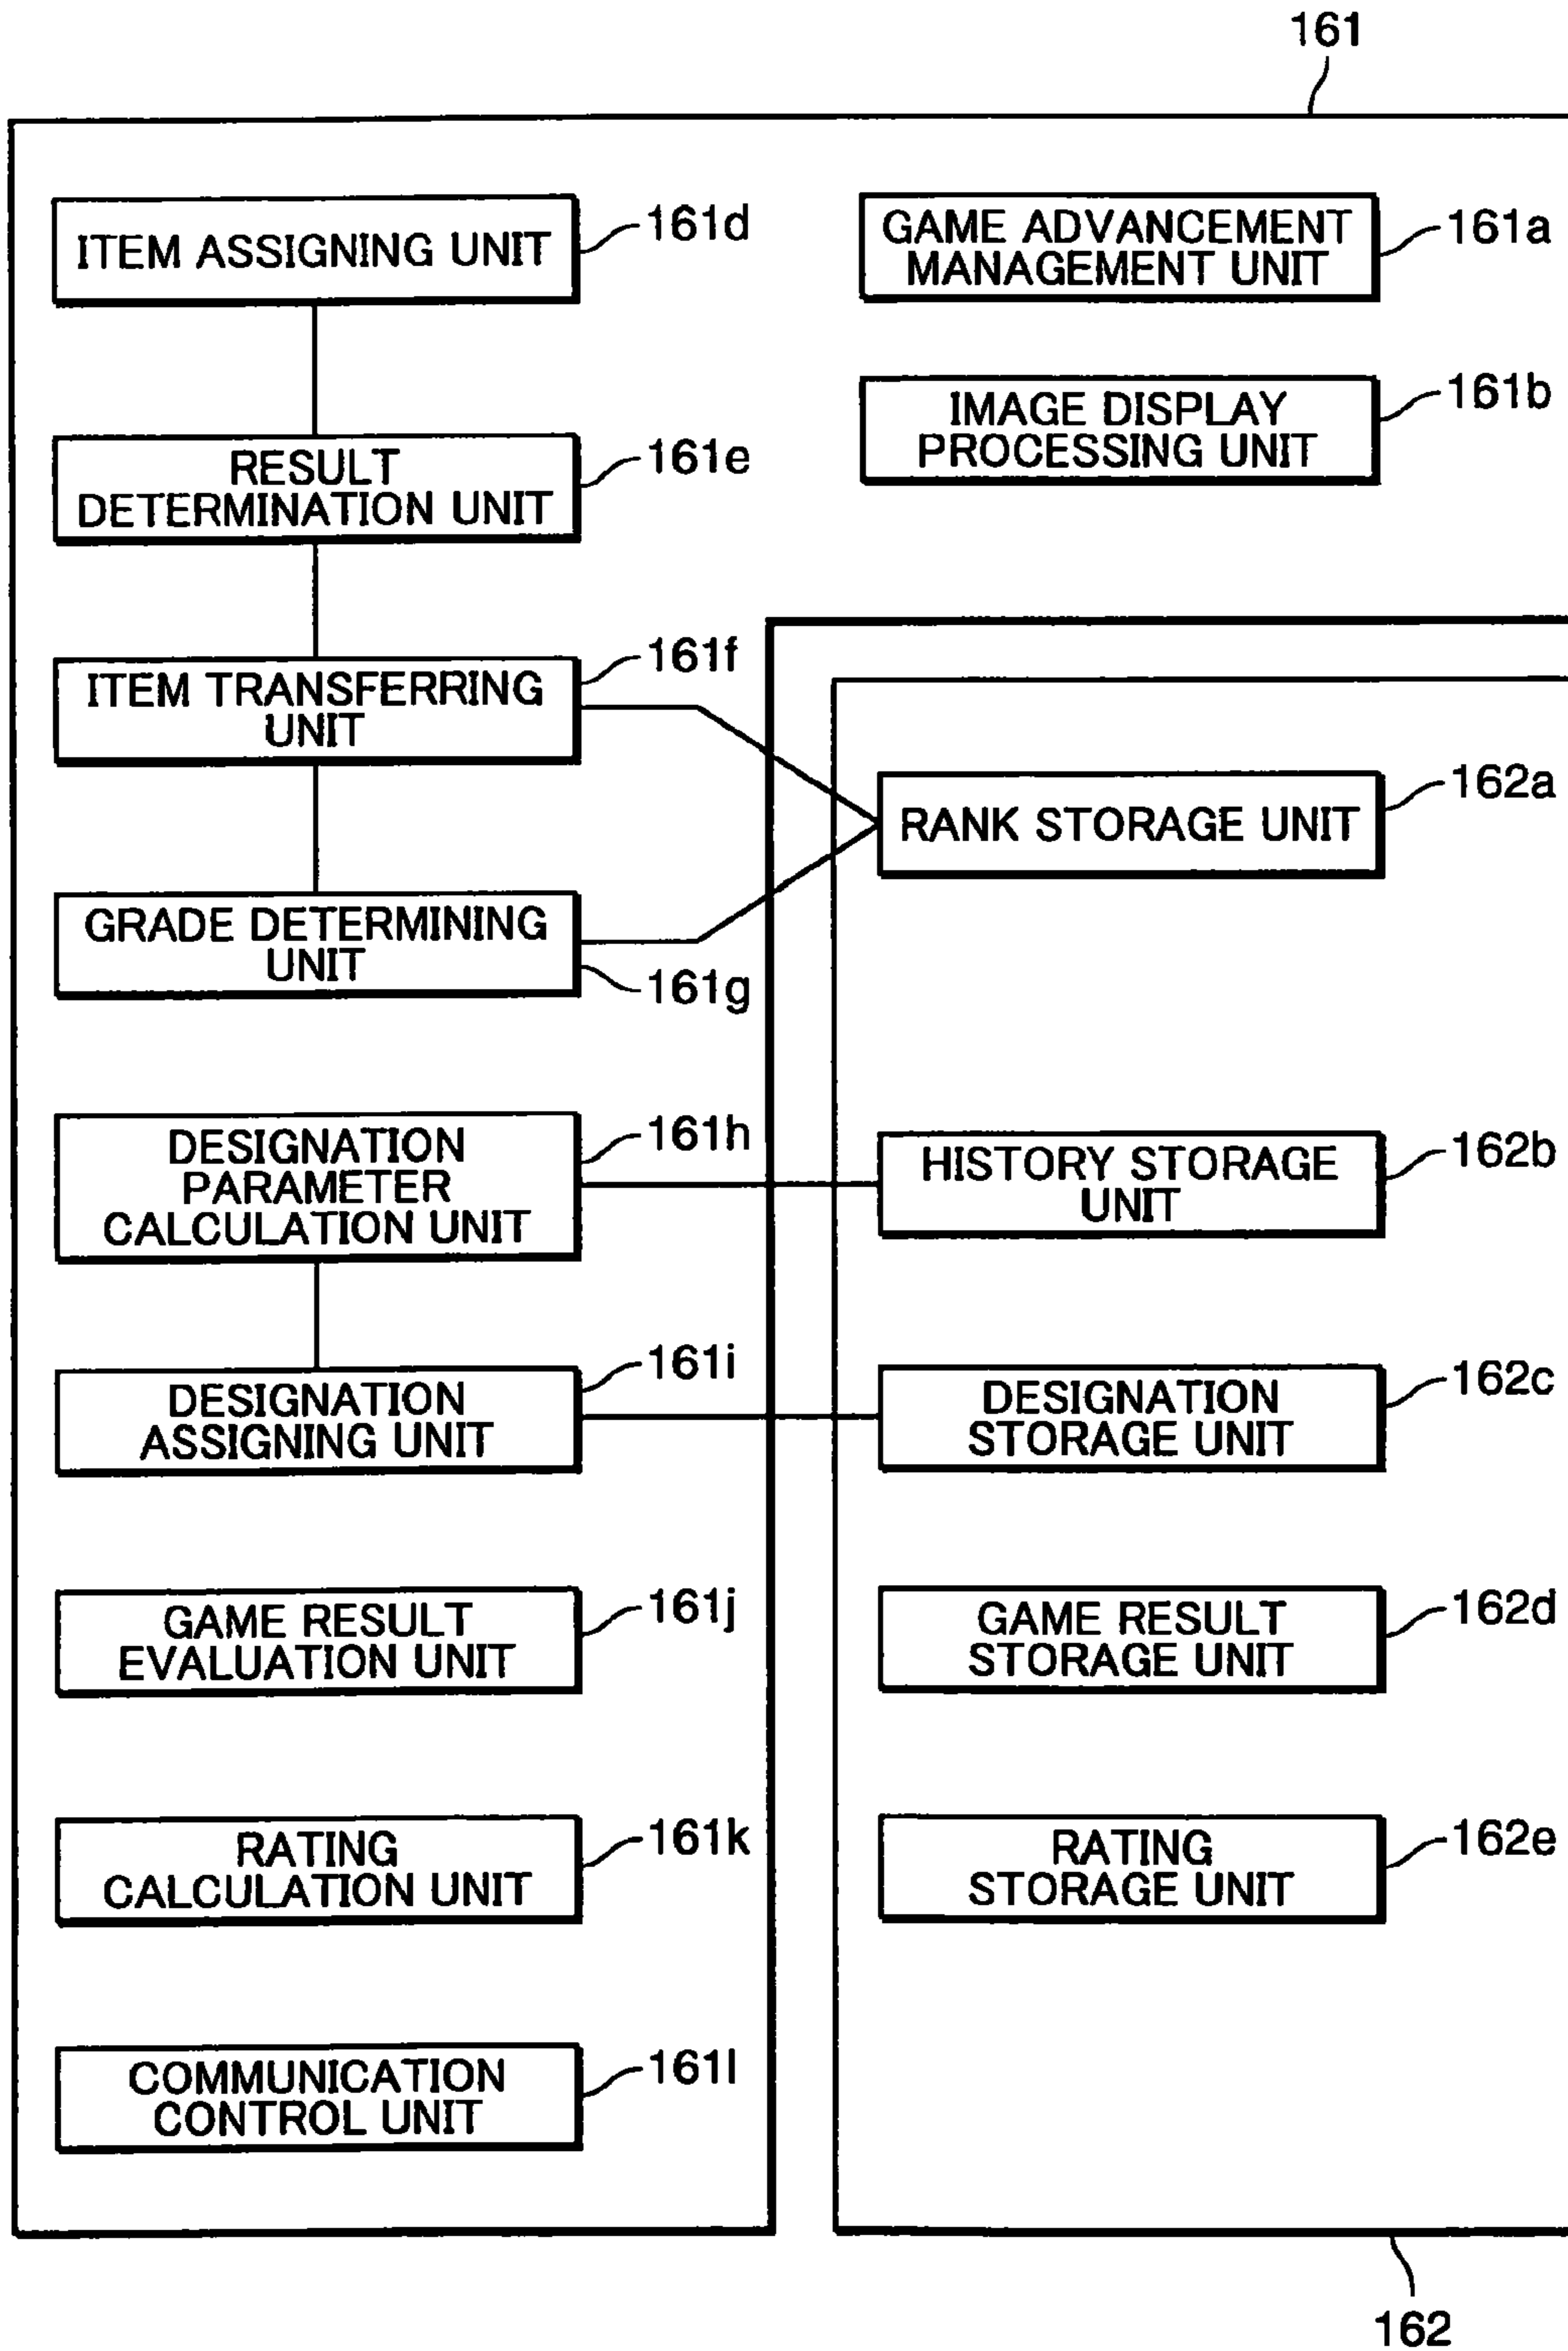 161
ITEM ASSIGNING UNIT
161d
GAME ADVANCEMENT
MANAGEMENT UNIT
161a
RESULT
DETERMINATION UNIT
161e
IMAGE DISPLAY
PROCESSING UNIT
161b
ITEM TRANSFERRING
UNIT
161f
RANK STORAGE UNIT
162a
GRADE DETERMINING
UNIT
161g
DESIGNATION
PARAMETER
CALCULATION UNIT
161h
HISTORY STORAGE
UNIT
162b
DESIGNATION
ASSIGNING UNIT
161i
DESIGNATION
STORAGE UNIT
162c
GAME RESULT
EVALUATION UNIT
161j
GAME RESULT
STORAGE UNIT
162d
RATING
CALCULATION UNIT
161k
RATING
STORAGE UNIT
162e
COMMUNICATION
CONTROL UNIT
161l
162